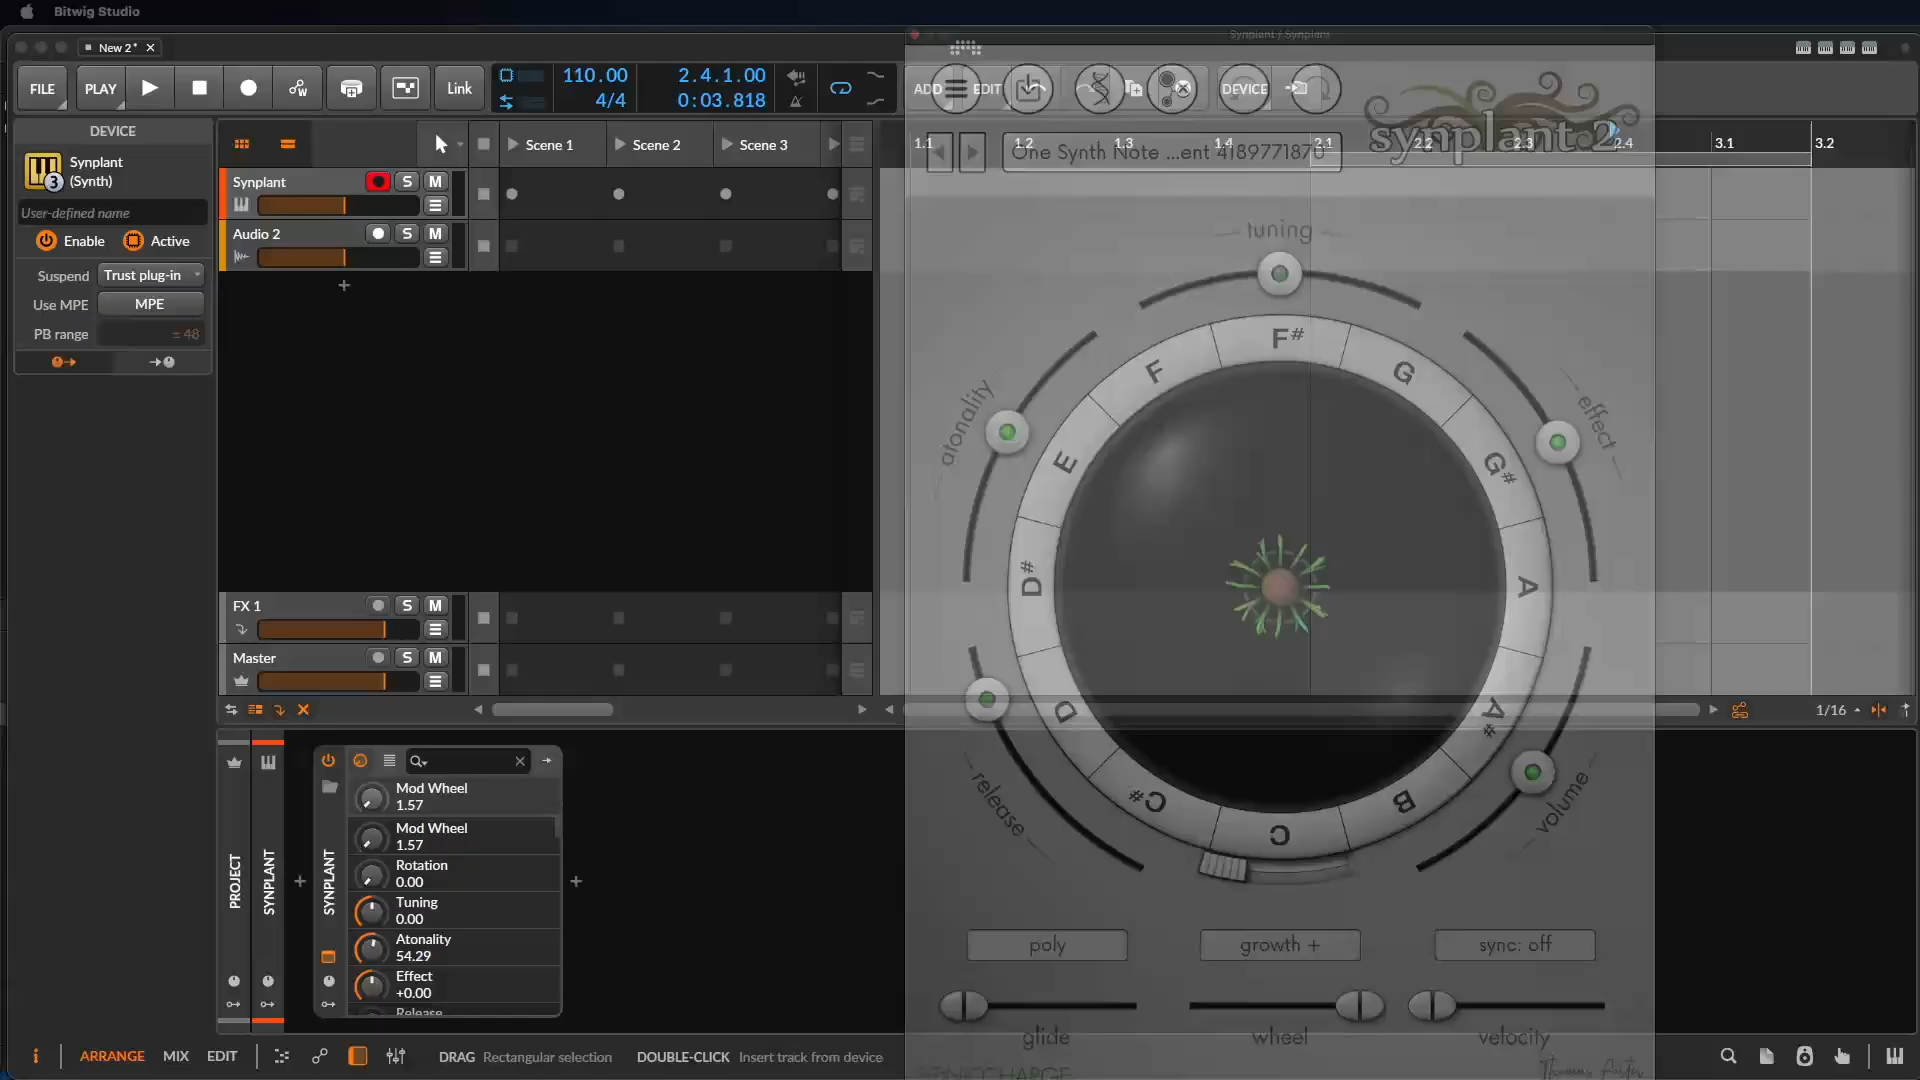 Bitwig Studio
New 2*
Synplant / Synplant
FILE
PLAY
Link
110.00
4/4
2.4.1.00
0:03.818
ADD
EDIT
DEVICE
synplant 2
DEVICE
Synplant
(Synth)
User-defined name
Enable
Active
Suspend
Trust plug-in
Use MPE
MPE
PB range
± 48
Scene 1
Scene 2
Scene 3
1.1
1.2
1.3
1.4
2.1
2.2
2.3
2.4
3.1
3.2
One Synth Note ...ent 4189771870
Synplant
S
M
Audio 2
S
M
FX 1
S
M
Master
S
M
tuning
atonality
effect
release
volume
F#
G
G#
A
A#
B
C
C#
D
D#
E
F
1/16
PROJECT
SYNPLANT
SYNPLANT
Mod Wheel
1.57
Mod Wheel
1.57
Rotation
0.00
Tuning
0.00
Atonality
54.29
Effect
+0.00
Release
poly
growth +
sync: off
glide
wheel
velocity
ARRANGE
MIX
EDIT
DRAG Rectangular selection
DOUBLE-CLICK Insert track from device